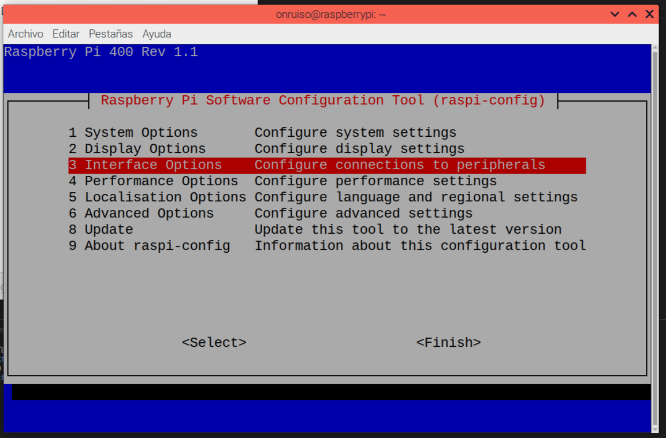 onruiso@raspberrypi: ~
Archivo Editar Pestañas Ayuda
Raspberry Pi 400 Rev 1.1
Raspberry Pi Software Configuration Tool (raspi-config)
1 System Options Configure system settings
2 Display Options Configure display settings
3 Interface Options Configure connections to peripherals
4 Performance Options Configure performance settings
5 Localisation Options Configure language and regional settings
6 Advanced Options Configure advanced settings
8 Update Update this tool to the latest version
9 About raspi-config Information about this configuration tool
<Select> <Finish>